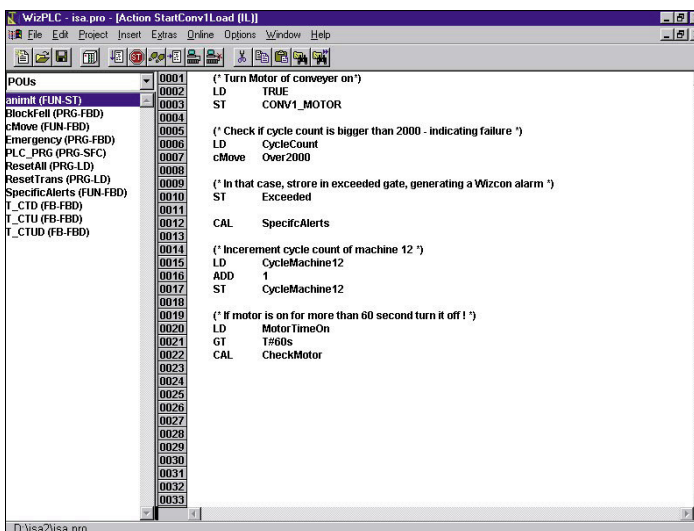 WizPLC - isa.pro - [Action StartConv1Load (IL)]
File Edit Project Insert Extras Online Options Window Help
POUs
animIt (FUN-ST)
BlockFell (PRG-FBD)
cMove (FUN-FBD)
Emergency (PRG-FBD)
PLC_PRG (PRG-SFC)
ResetAll (PRG-LD)
ResetTrans (PRG-LD)
SpecificAlerts (FUN-FBD)
T_CTD (FB-FBD)
T_CTU (FB-FBD)
T_CTUD (FB-FBD)
0001 (* Turn Motor of conveyer on*)
0002 LD TRUE
0003 ST CONV1_MOTOR
0004
0005 (* Check if cycle count is bigger than 2000 - indicating failure *)
0006 LD CycleCount
0007 cMove Over2000
0008
0009 (* In that case, strore in exceeded gate, generating a Wizcon alarm *)
0010 ST Exceeded
0011
0012 CAL SpecifcAlerts
0013
0014 (* Incerement cycle count of machine 12 *)
0015 LD CycleMachine12
0016 ADD 1
0017 ST CycleMachine12
0018
0019 (* If motor is on for more than 60 second turn it off ! *)
0020 LD MotorTimeOn
0021 GT T#60s
0022 CAL CheckMotor
0023
0024
0025
0026
0027
0028
0029
0030
0031
0032
0033
D:\isa2\isa.pro